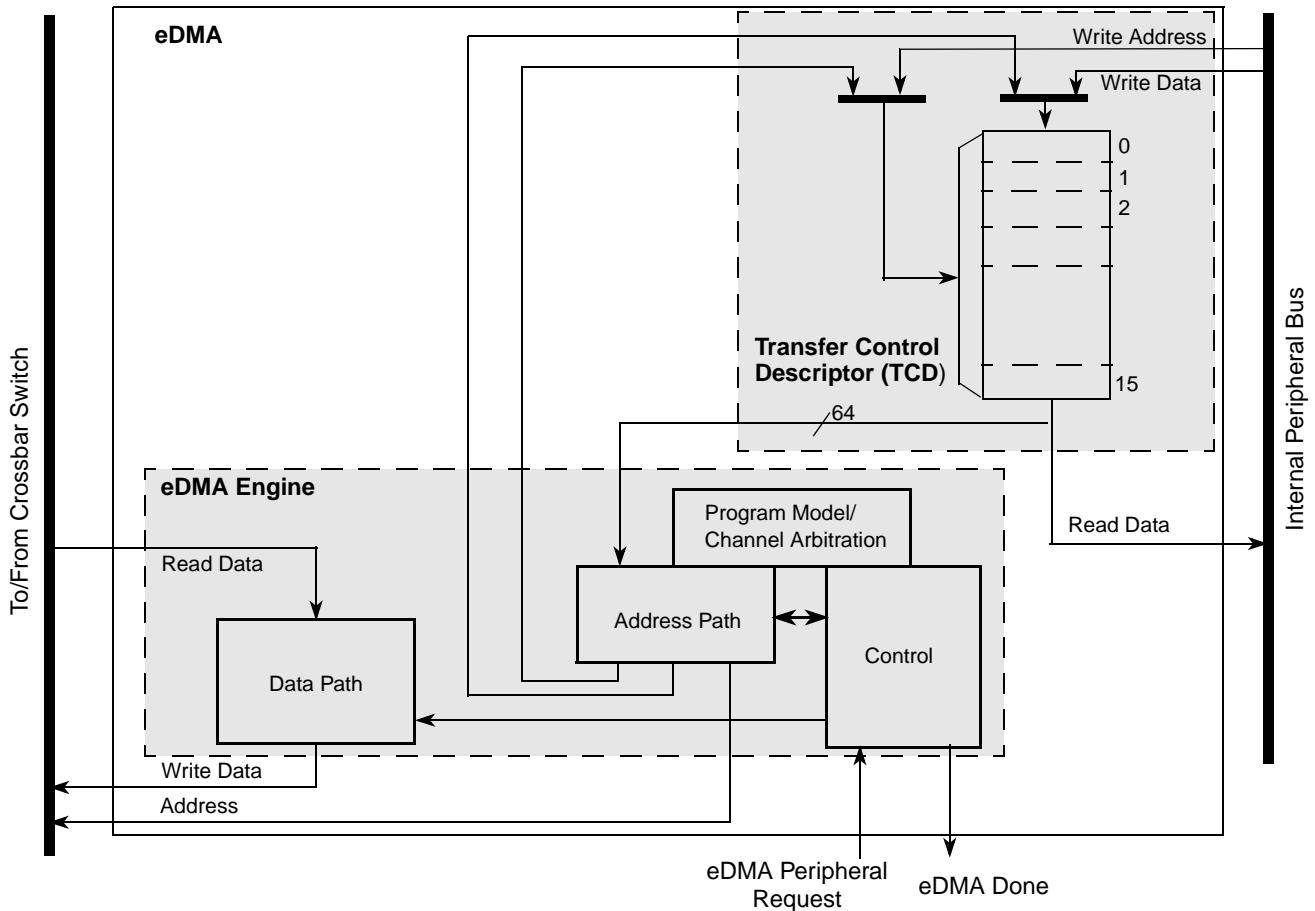 eDMA
Write Address
Write Data
0
1
2
15
Transfer Control
Descriptor (TCD)
64
To/From Crossbar Switch
Internal Peripheral Bus
eDMA Engine
Program Model/
Channel Arbitration
Read Data
Read Data
Address Path
Control
Data Path
Write Data
Address
eDMA Peripheral
Request
eDMA Done